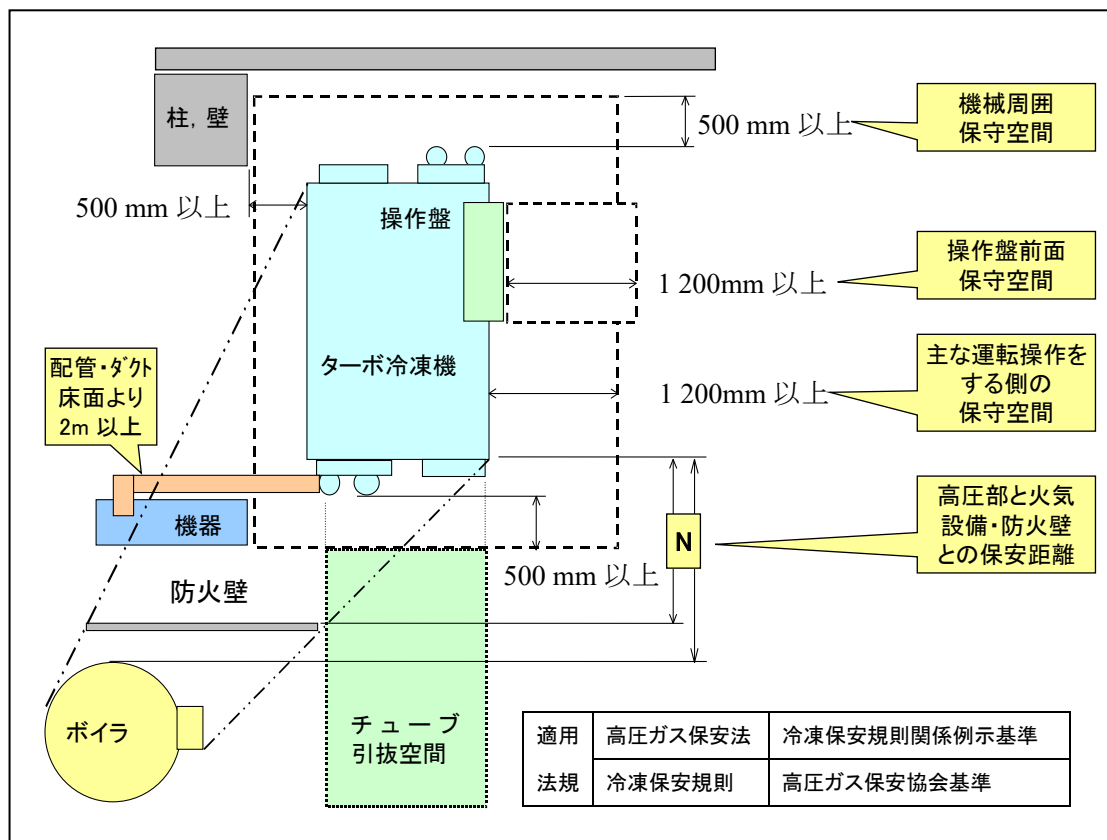 柱，壁
500 mm 以上
機械周囲
保守空間
500 mm 以上
操作盤
操作盤前面
保守空間
1 200mm 以上
配管・ﾀﾞｸﾄ
床面より
2m 以上
ターボ冷凍機
主な運転操作を
する側の
保守空間
1 200mm 以上
機器
N
高圧部と火気
設備・防火壁
との保安距離
500 mm 以上
防火壁
ボイラ
チューブ
引抜空間
適用 高圧ガス保安法 冷凍保安規則関係例示基準
法規 冷凍保安規則 高圧ガス保安協会基準